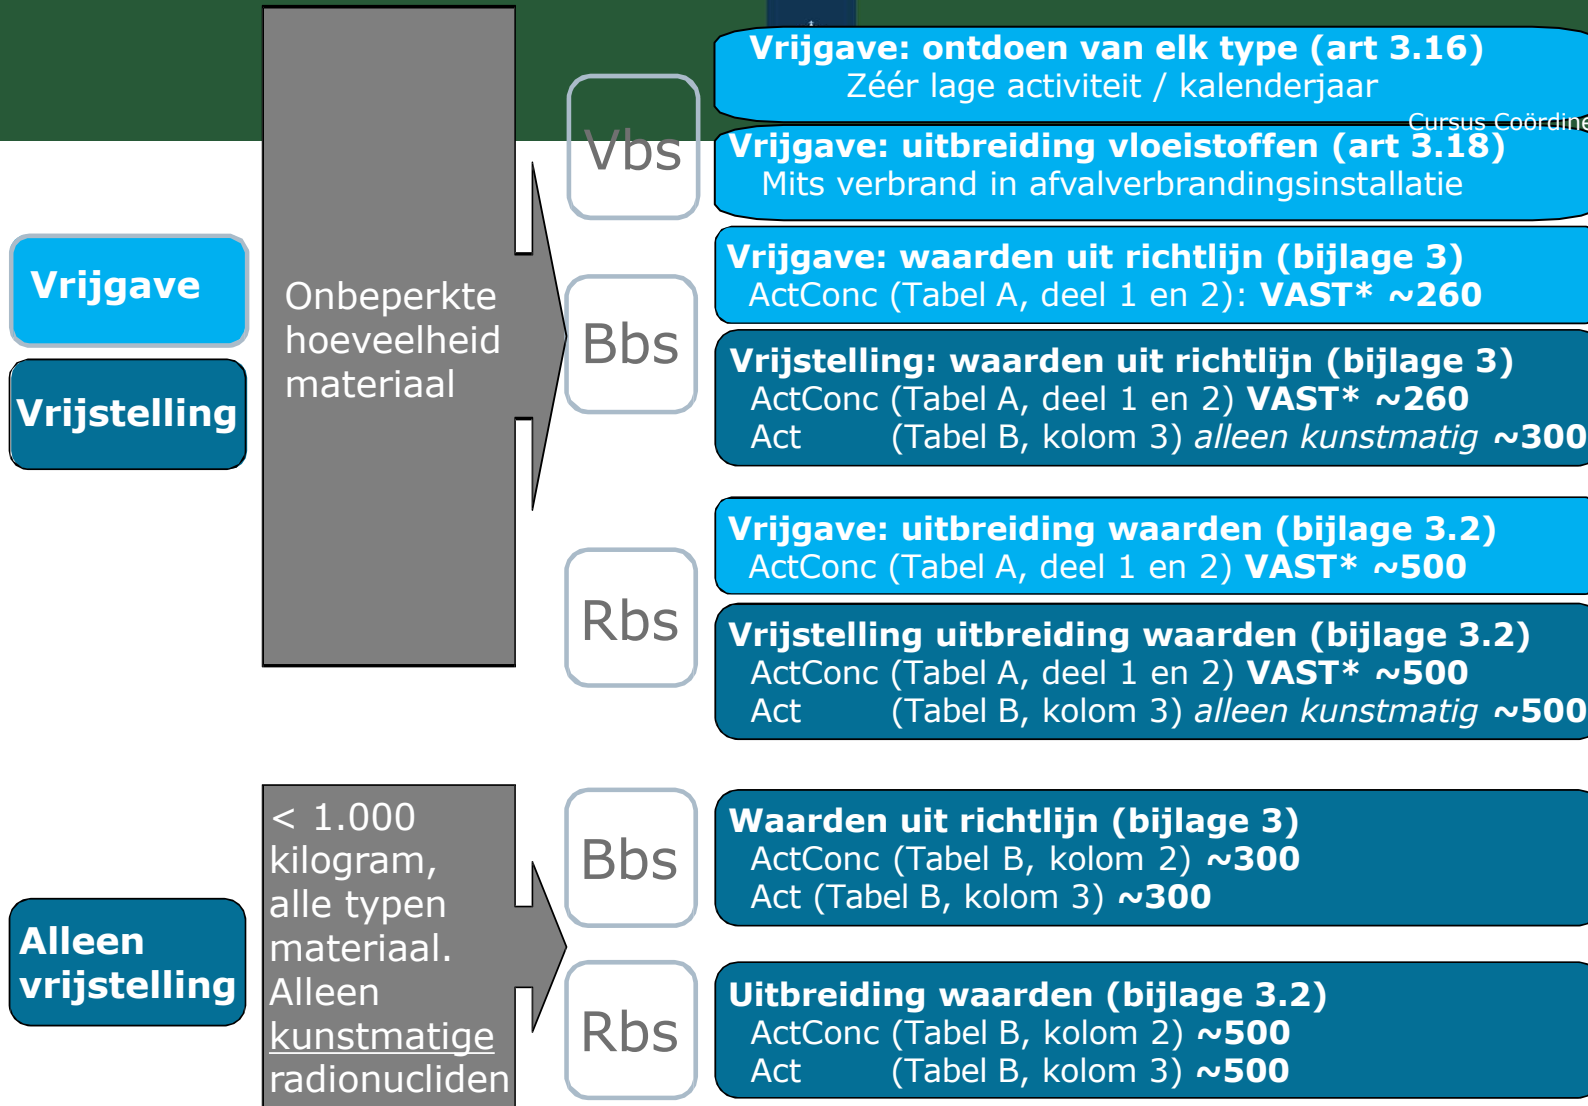 Vrijgave: ontdoen van elk type (art 3.16)
Zéér lage activiteit / kalenderjaar
Cursus Coördine
Vbs
Vrijgave: uitbreiding vloeistoffen (art 3.18)
Mits verbrand in afvalverbrandingsinstallatie
Vrijgave
Vrijstelling
Onbeperkte
hoeveelheid
materiaal
Bbs
Vrijgave: waarden uit richtlijn (bijlage 3)
ActConc (Tabel A, deel 1 en 2): VAST* ~260
Vrijstelling: waarden uit richtlijn (bijlage 3)
ActConc (Tabel A, deel 1 en 2) VAST* ~260
Act (Tabel B, kolom 3) alleen kunstmatig ~300
Rbs
Vrijgave: uitbreiding waarden (bijlage 3.2)
ActConc (Tabel A, deel 1 en 2) VAST* ~500
Vrijstelling uitbreiding waarden (bijlage 3.2)
ActConc (Tabel A, deel 1 en 2) VAST* ~500
Act (Tabel B, kolom 3) alleen kunstmatig ~500
Alleen
vrijstelling
< 1.000
kilogram,
alle typen
materiaal.
Alleen
kunstmatige
radionucliden
Bbs
Waarden uit richtlijn (bijlage 3)
ActConc (Tabel B, kolom 2) ~300
Act (Tabel B, kolom 3) ~300
Rbs
Uitbreiding waarden (bijlage 3.2)
ActConc (Tabel B, kolom 2) ~500
Act (Tabel B, kolom 3) ~500